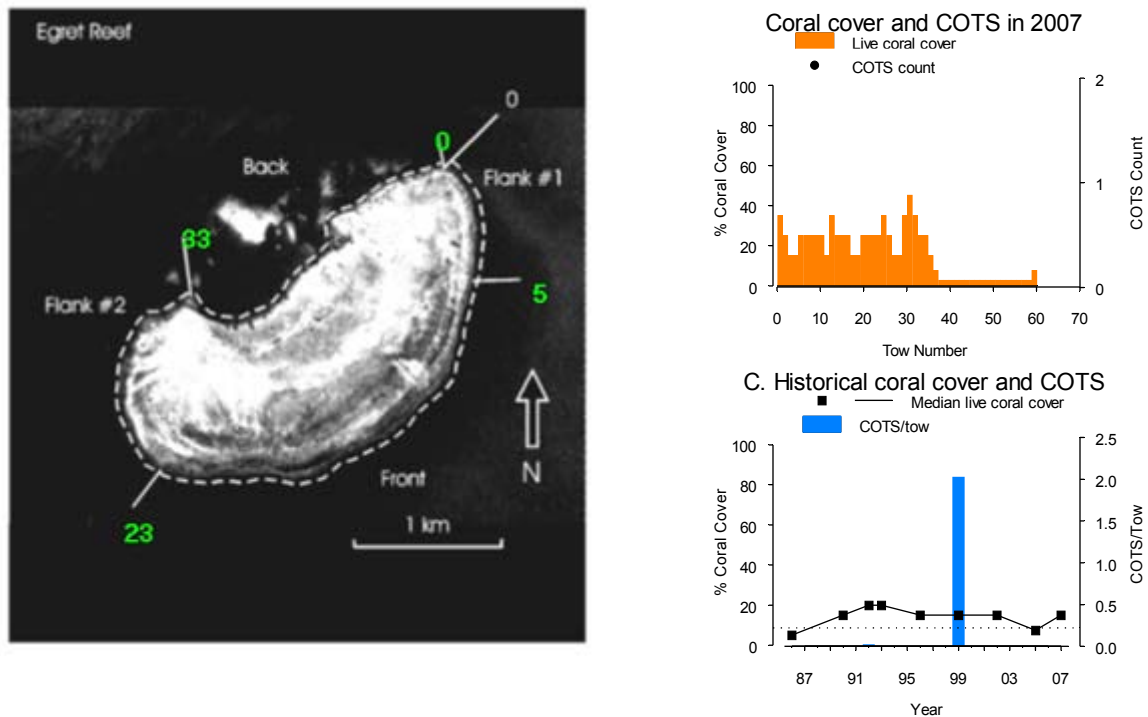 Egret Reef
0
0
Back
Flank #1
33
Flank #2
5
N
Front
23
1 km
Coral cover and COTS in 2007
Live coral cover
COTS count
100
80
60
40
20
0
% Coral Cover
2
1
0
COTS Count
0 10 20 30 40 50 60 70
Tow Number
C. Historical coral cover and COTS
Median live coral cover
COTS/tow
100
80
60
40
20
0
% Coral Cover
2.5
2.0
1.5
1.0
0.5
0.0
COTS/Tow
87 91 95 99 03 07
Year